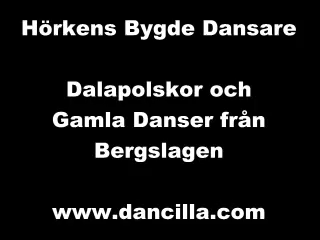 Hörkens Bygde Dansare
Dalapolskor och
Gamla Danser från
Bergslagen
www.dancilla.com